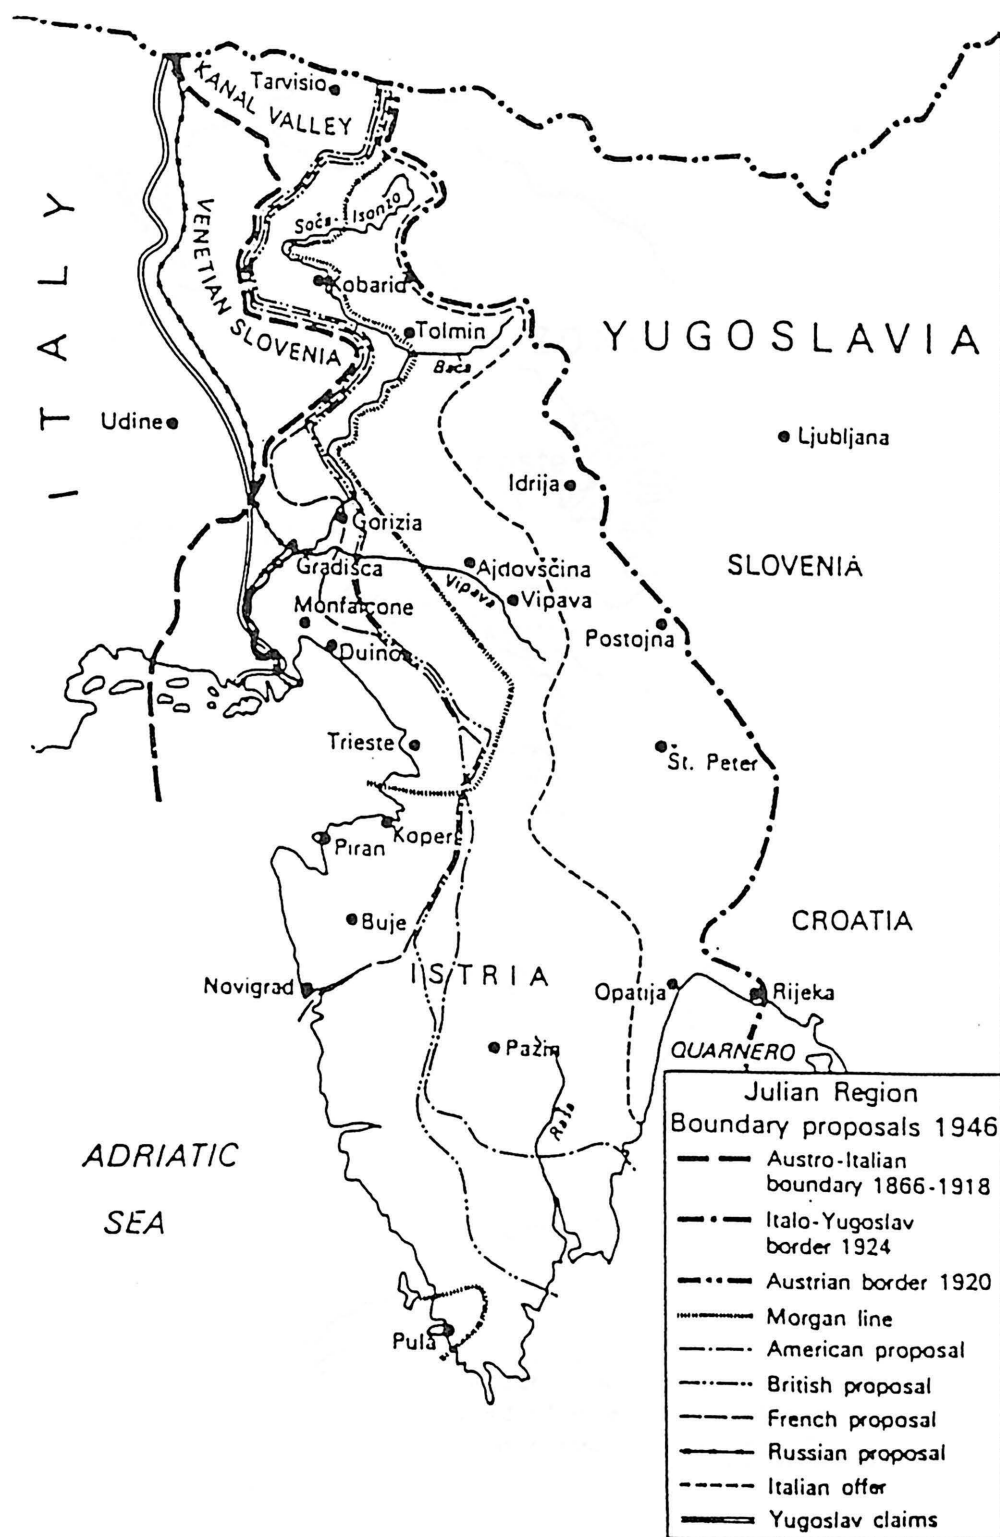 Tarvisio
KANAL VALLEY
ITALY
VENETIAN SLOVENIA
Soča-Isonzo
Kobarid
Tolmin
Bača
YUGOSLAVIA
Udine
Ljubljana
Idrija
Gorizia
Gradisca
Ajdovščina
Vipava
Vipava
SLOVENIA
Monfalcone
Duino
Postojna
Trieste
Št. Peter
Koper
Piran
Buje
CROATIA
ISTRIA
Novigrad
Opatija
Rijeka
Pazin
QUARNERO
Raša
ADRIATIC
SEA
Pula
Julian Region
Boundary proposals 1946
Austro-Italian
boundary 1866-1918
Italo-Yugoslav
border 1924
Austrian border 1920
Morgan line
American proposal
British proposal
French proposal
Russian proposal
Italian offer
Yugoslav claims